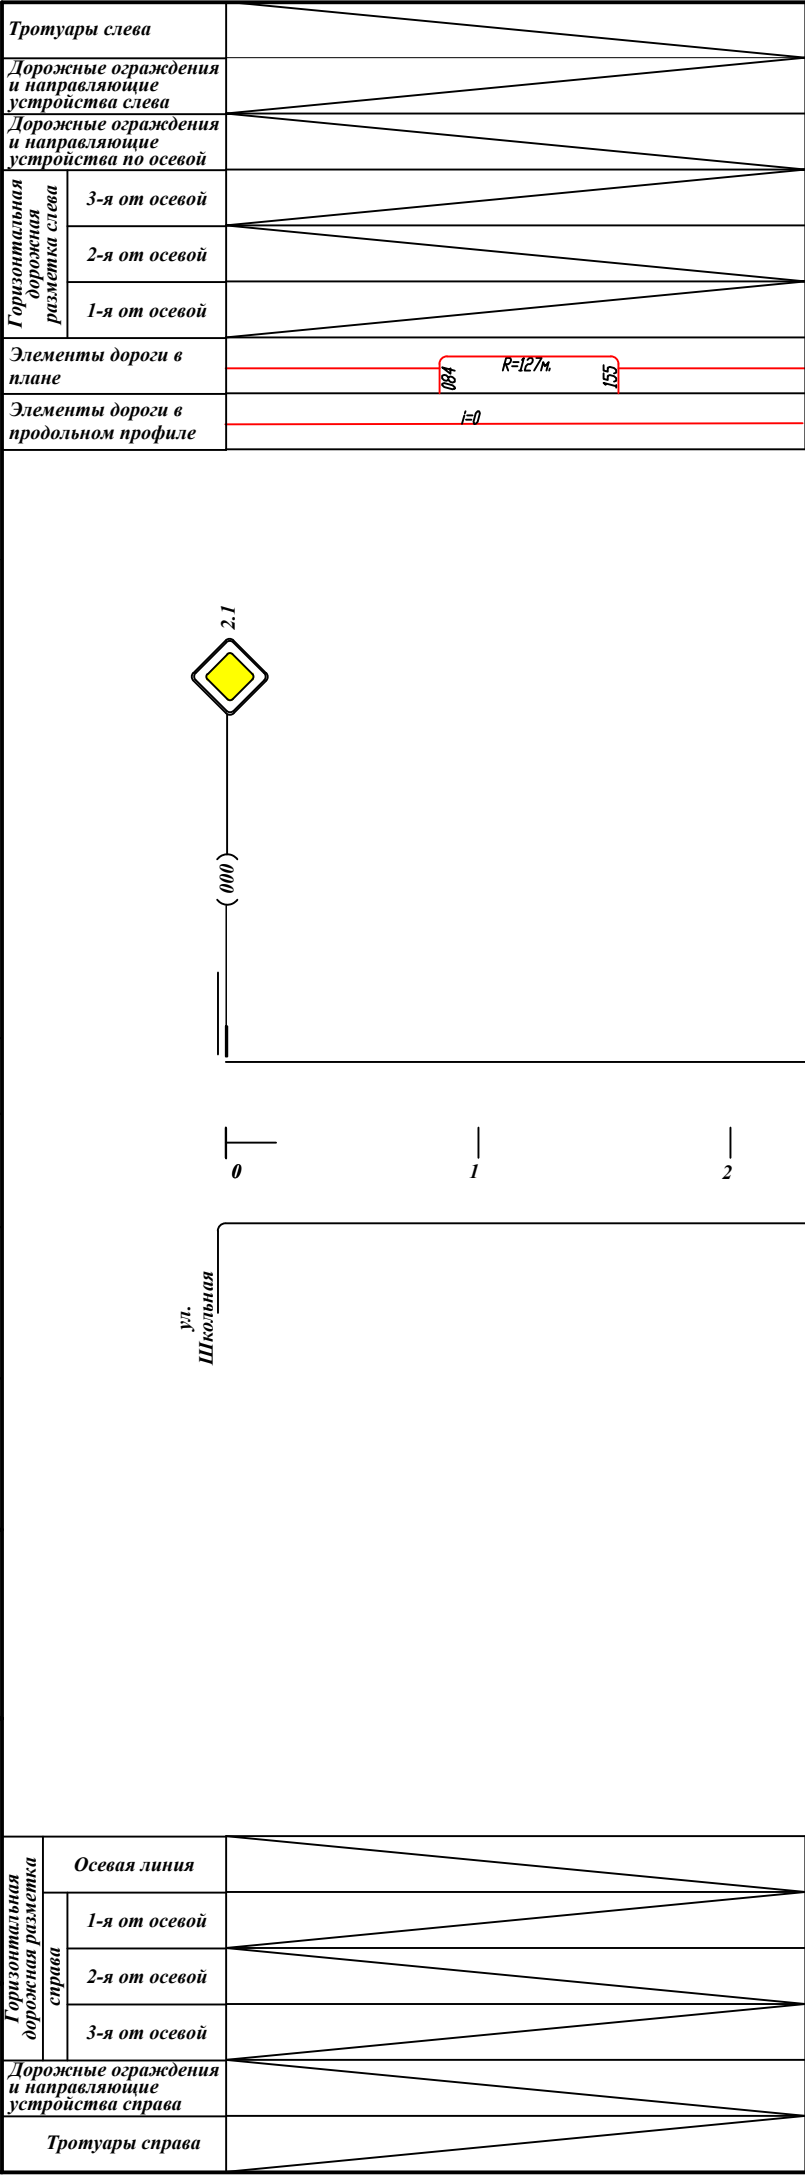 Тротуары слева
Дорожные ограждения
и направляющие
устройства слева
Дорожные ограждения
и направляющие
устройства по осевой
Горизонтальная
дорожная
разметка слева
3-я от осевой
2-я от осевой
1-я от осевой
Элементы дороги в
плане
084
R=127м.
155
Элементы дороги в
продольном профиле
i=0
2.1
(000)
0
1
2
ул.
Школьная
Горизонтальная
дорожная разметка
справа
Осевая линия
1-я от осевой
2-я от осевой
3-я от осевой
Дорожные ограждения
и направляющие
устройства справа
Тротуары справа